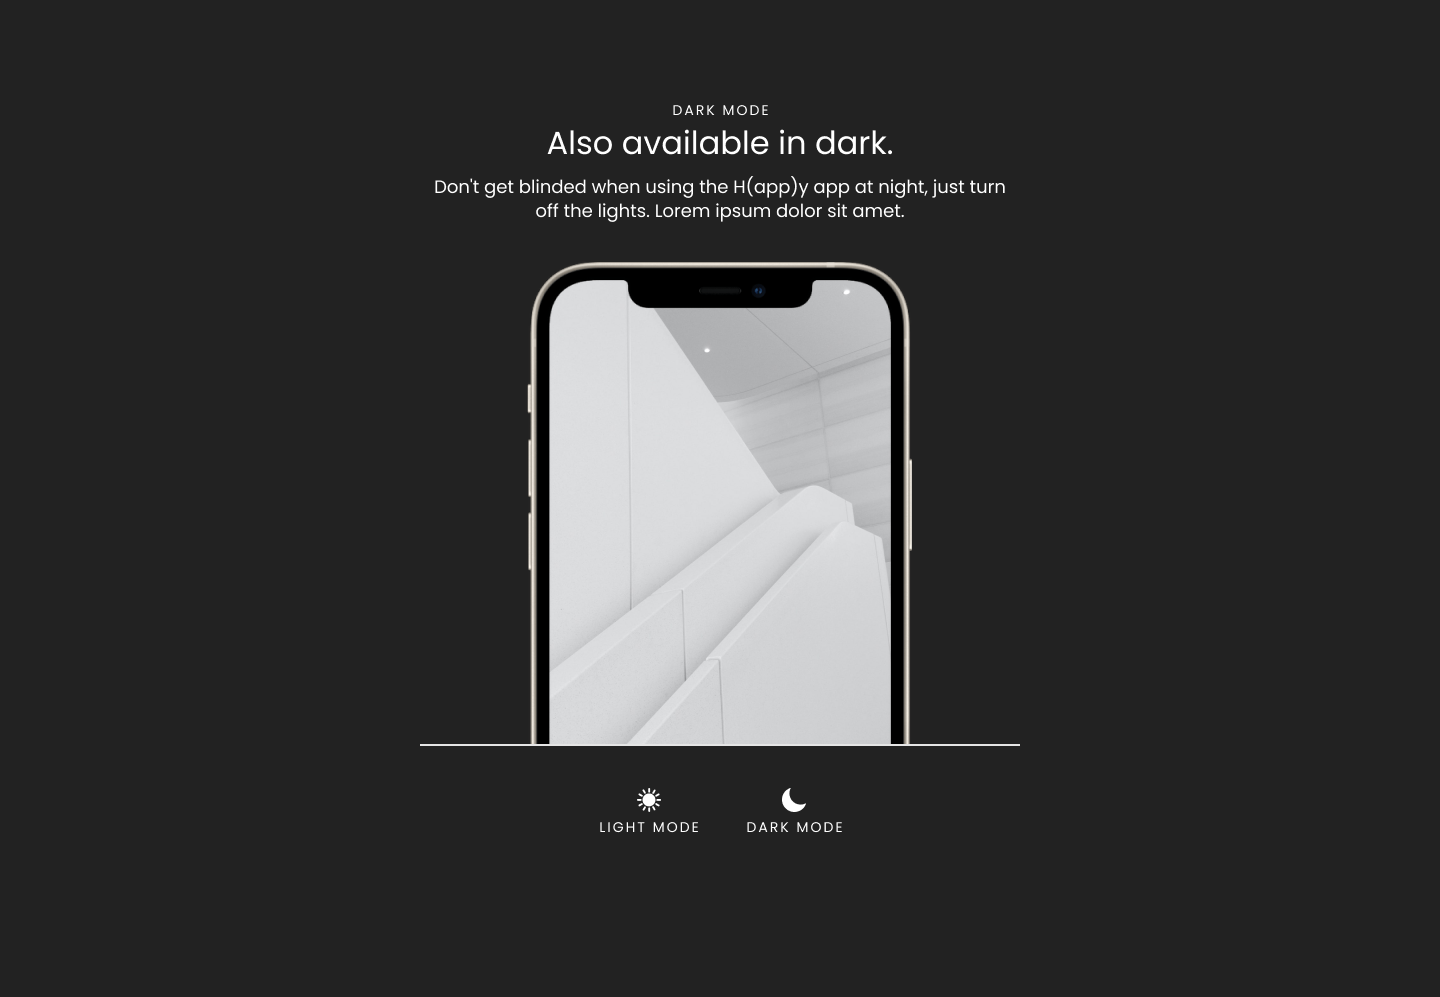 DARK MODE
Also available in dark.
Don't get blinded when using the H(app)y app at night, just turn
off the lights. Lorem ipsum dolor sit amet.
LIGHT MODE
DARK MODE